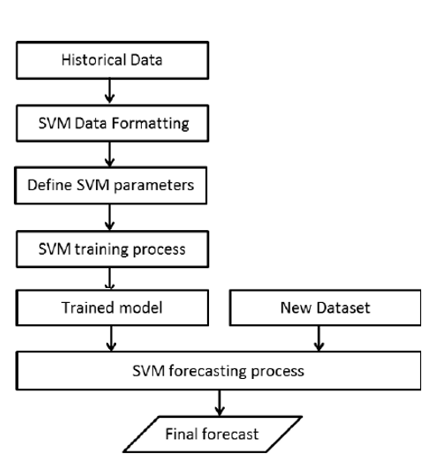 Historical Data
SVM Data Formatting
Define SVM parameters
SVM training process
Trained model
New Dataset
SVM forecasting process
Final forecast